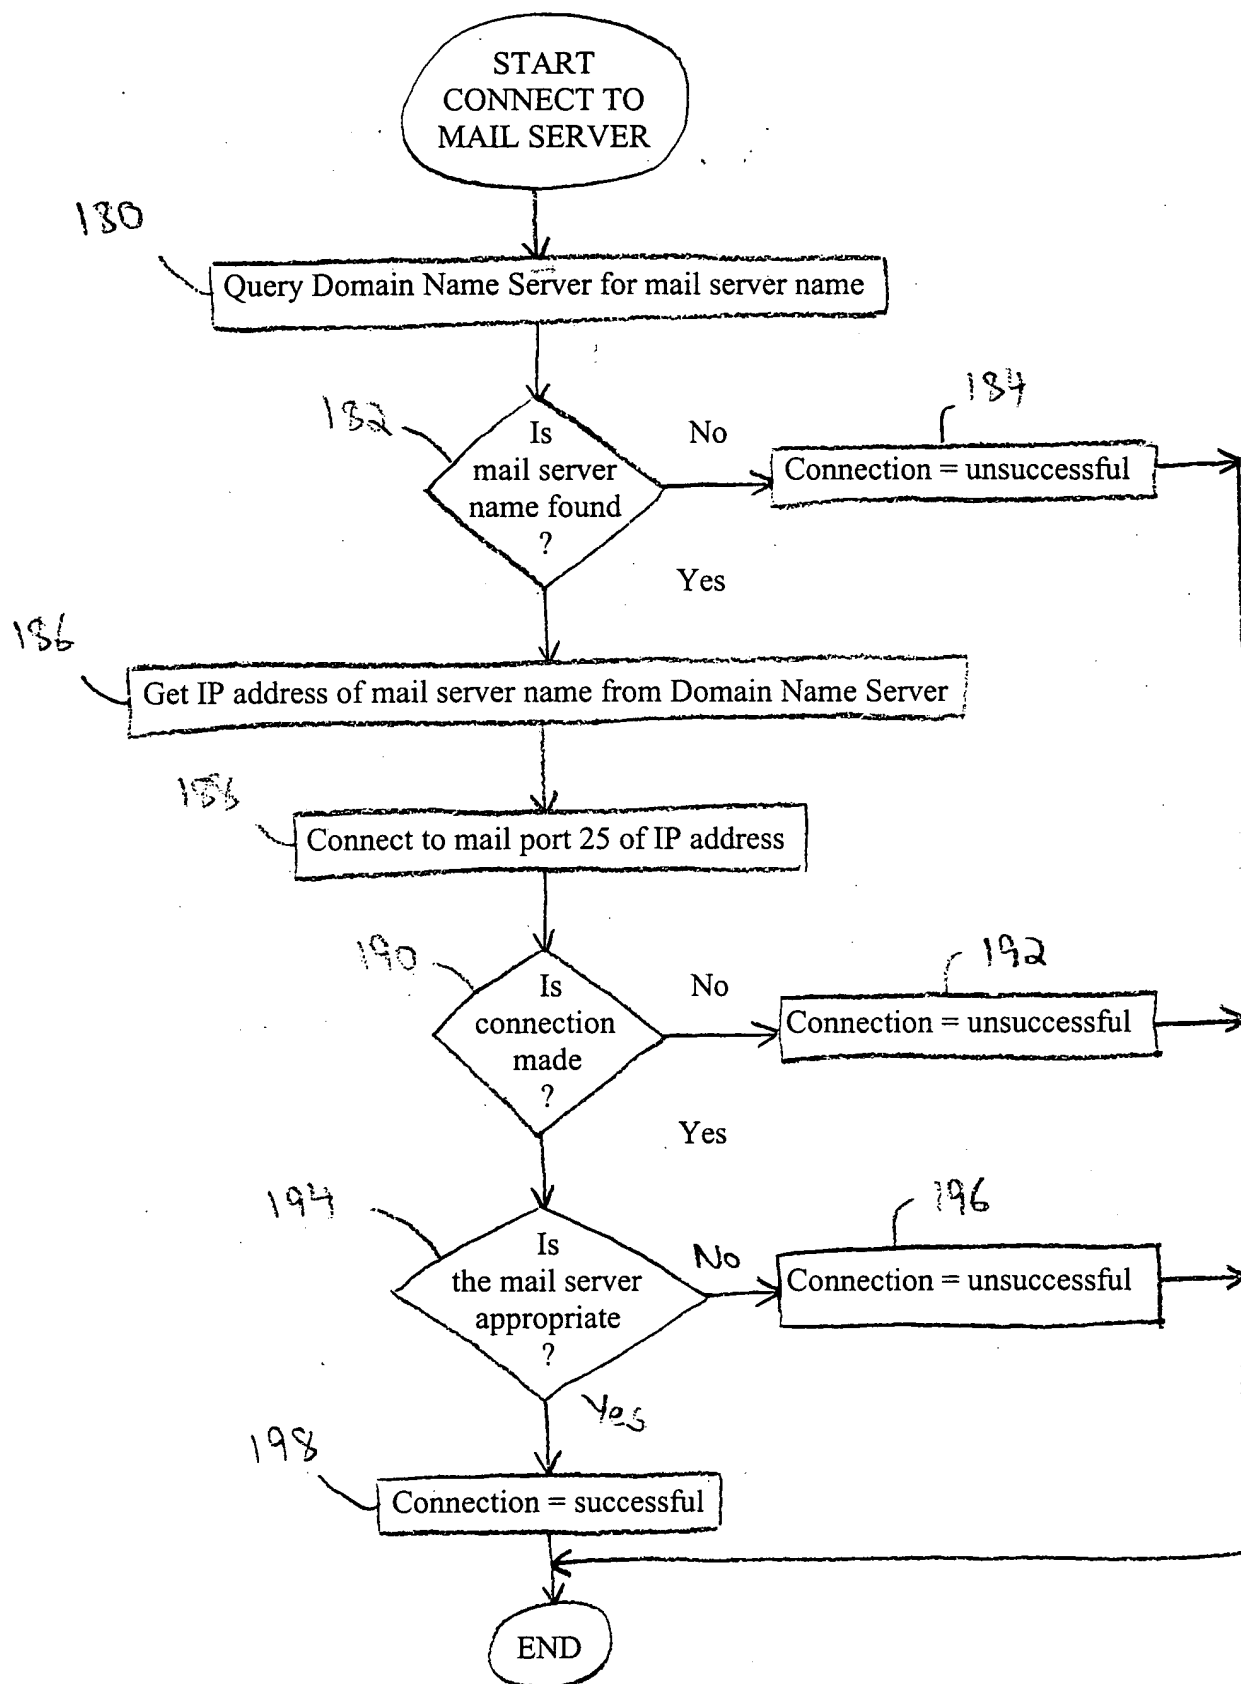 START
CONNECT TO
MAIL SERVER
180
Query Domain Name Server for mail server name
182
Is
mail server
name found
?
No
184
Connection = unsuccessful
Yes
186
Get IP address of mail server name from Domain Name Server
188
Connect to mail port 25 of IP address
190
Is
connection
made
?
No
192
Connection = unsuccessful
Yes
194
Is
the mail server
appropriate
?
No
196
Connection = unsuccessful
Yes
198
Connection = successful
END